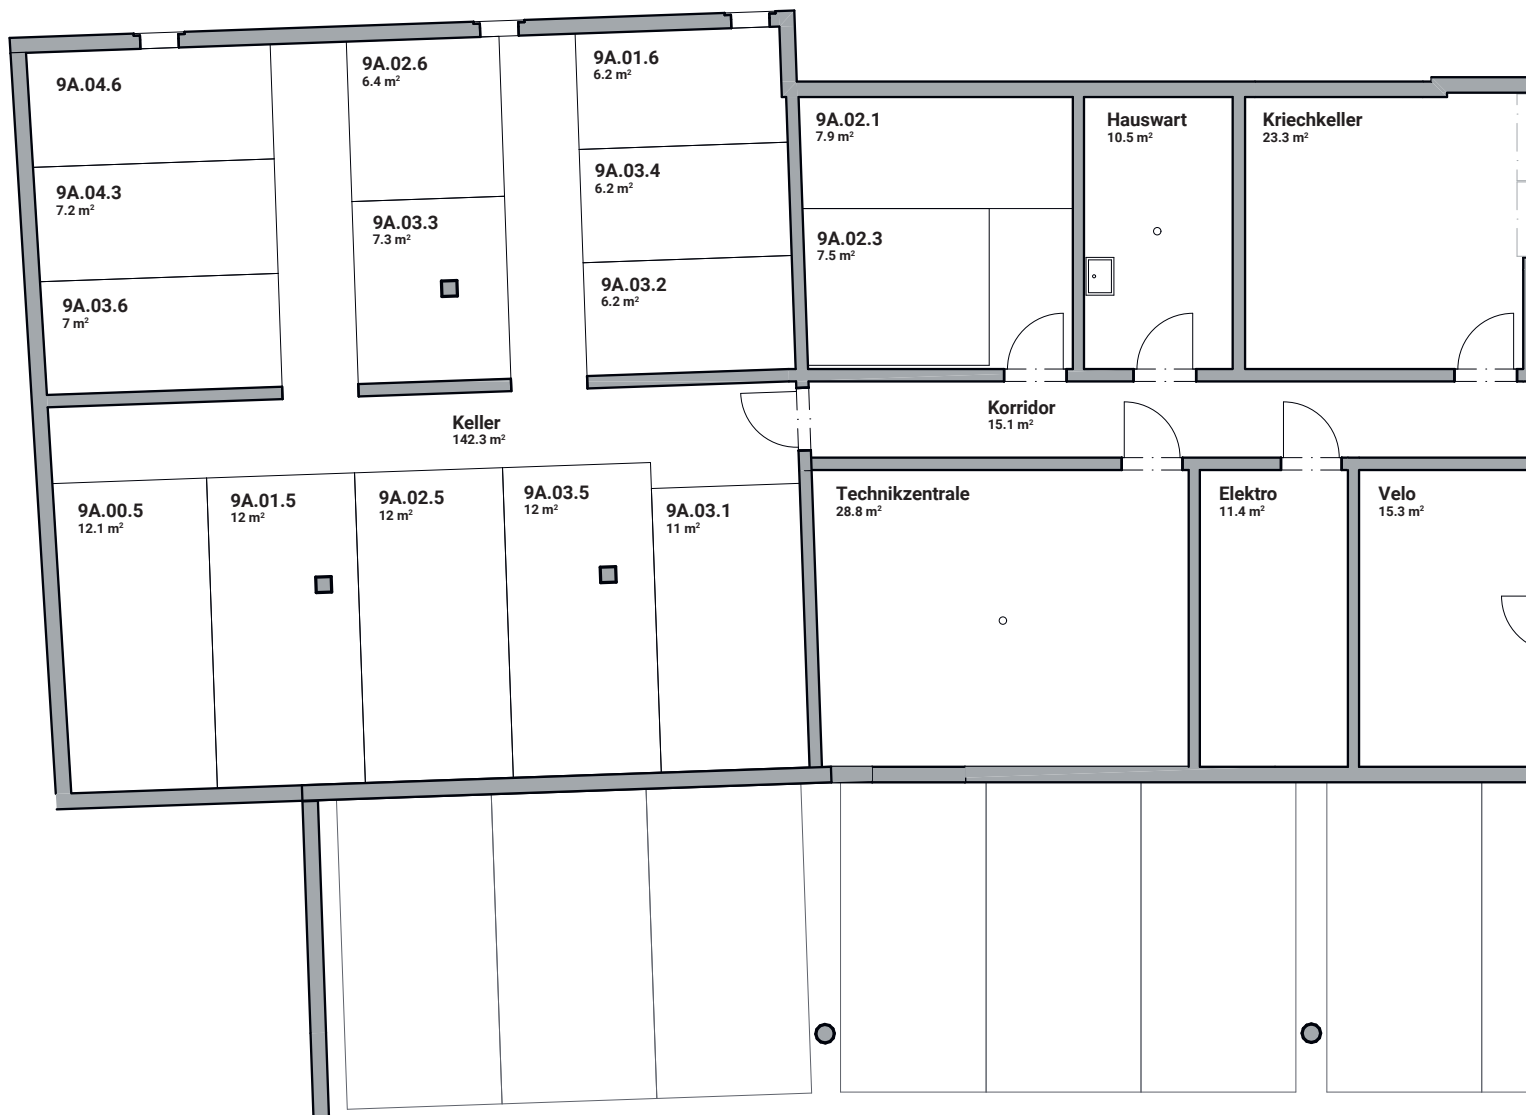 9A.04.6
9A.02.6
6.4 m²
9A.01.6
6.2 m²
9A.02.1
7.9 m²
Hauswart
10.5 m²
Kriechkeller
23.3 m²
9A.04.3
7.2 m²
9A.03.3
7.3 m²
9A.03.4
6.2 m²
9A.02.3
7.5 m²
9A.03.6
7 m²
9A.03.2
6.2 m²
Keller
142.3 m²
Korridor
15.1 m²
9A.00.5
12.1 m²
9A.01.5
12 m²
9A.02.5
12 m²
9A.03.5
12 m²
9A.03.1
11 m²
Technikzentrale
28.8 m²
Elektro
11.4 m²
Velo
15.3 m²